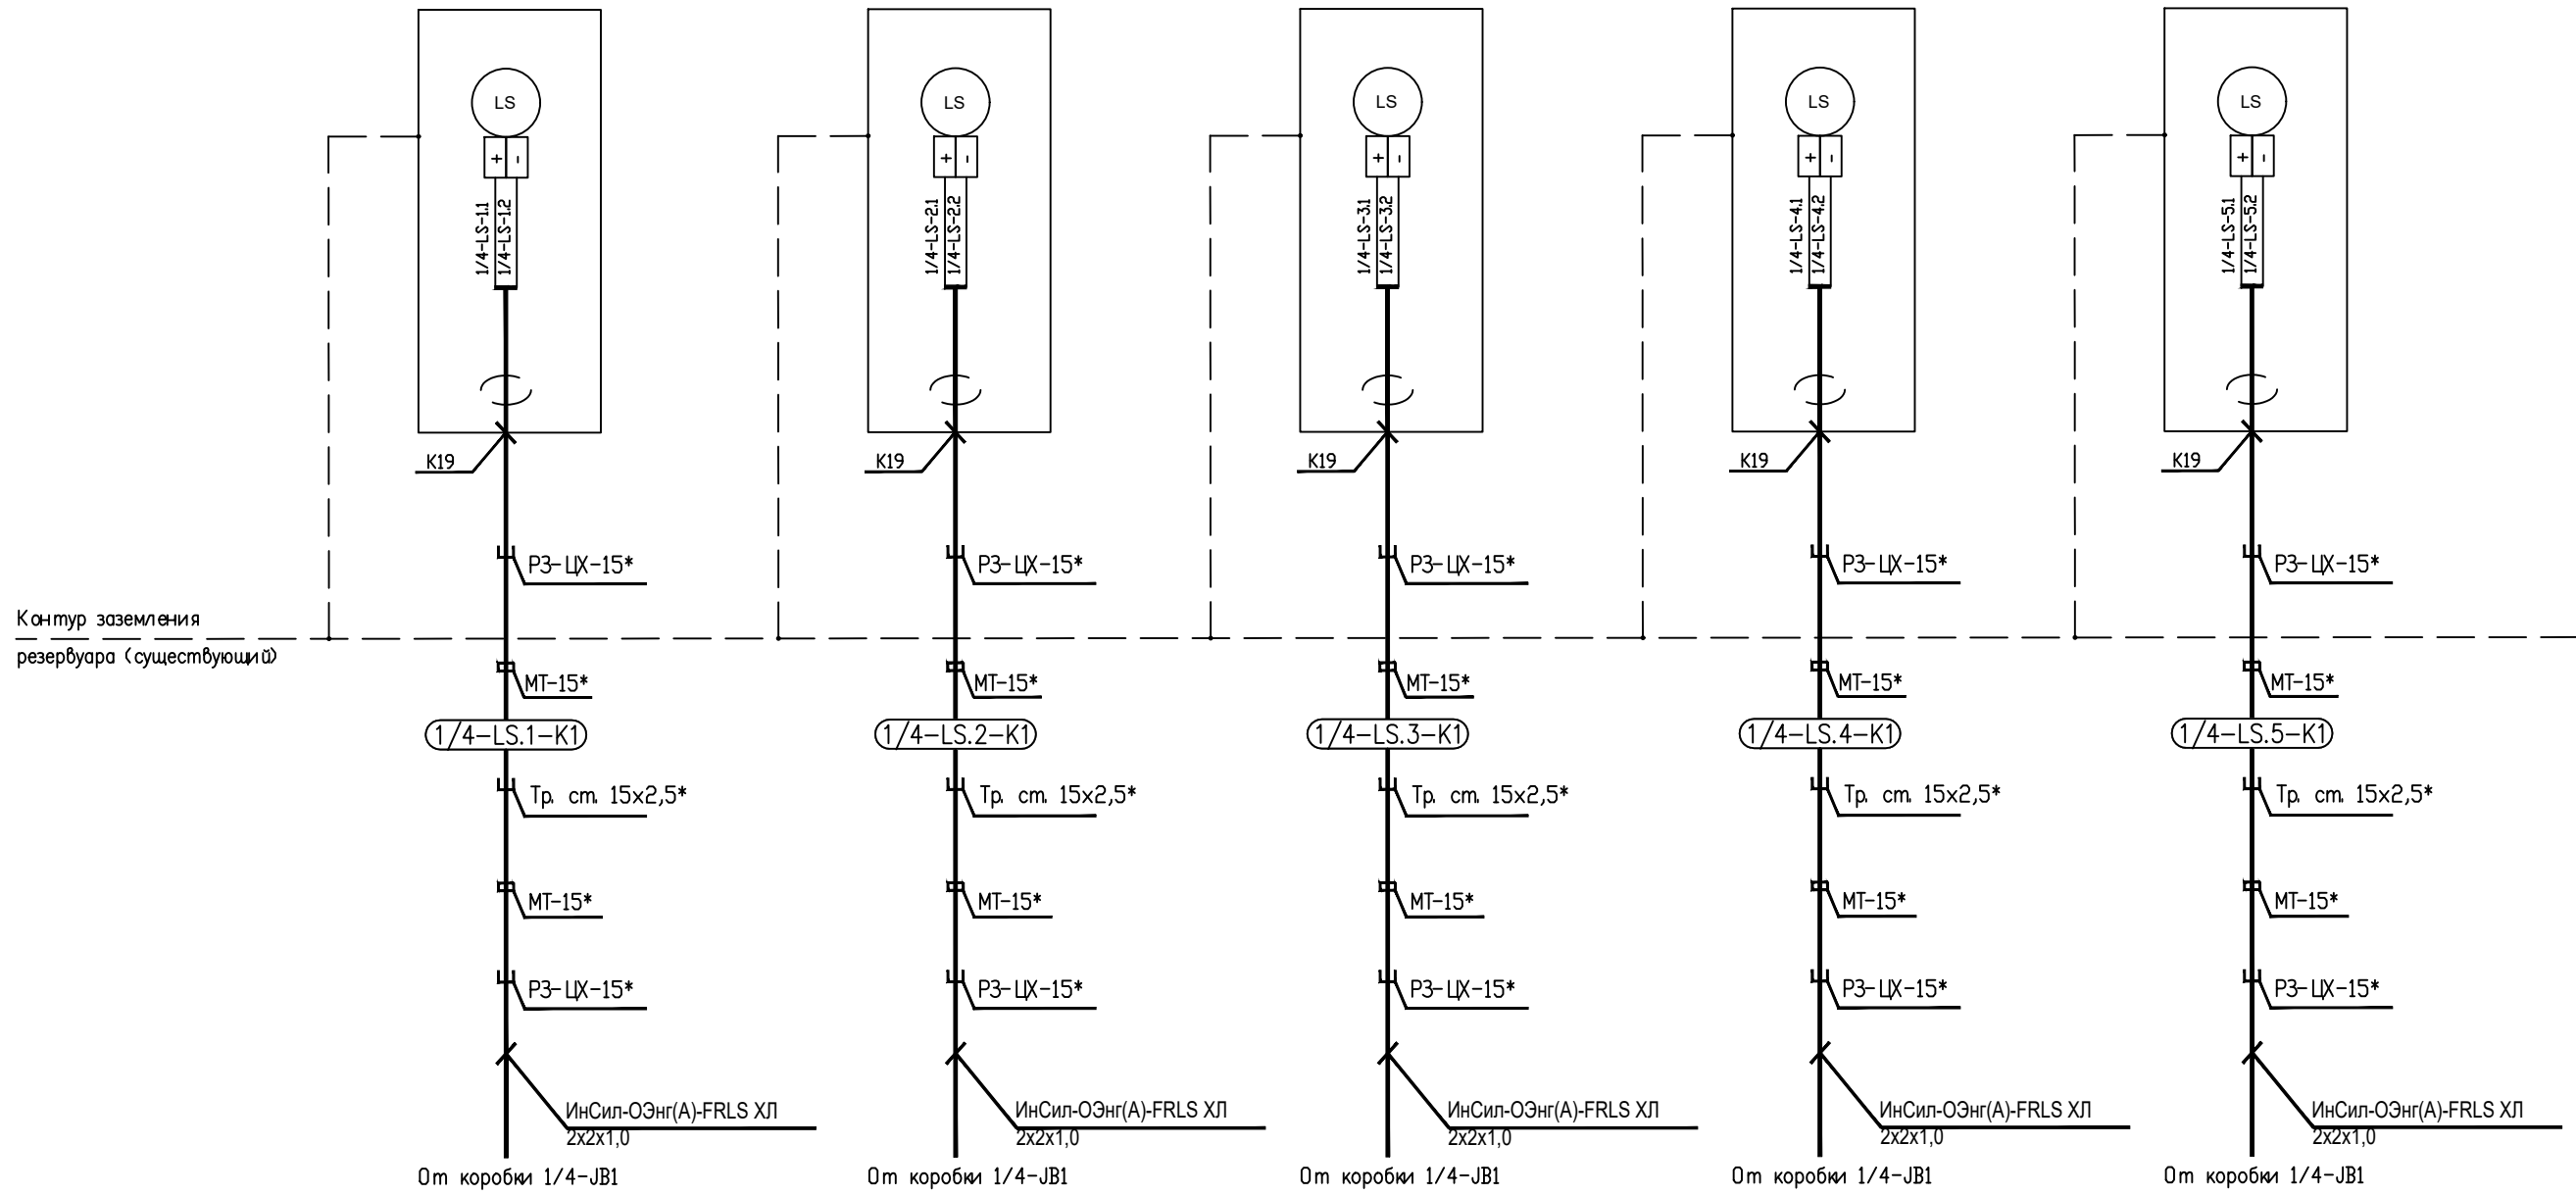 LS LS LS LS LS
+ - + - + - + - + -
1/4-LS-1.1
1/4-LS-1.2
1/4-LS-2.1
1/4-LS-2.2
1/4-LS-3.1
1/4-LS-3.2
1/4-LS-4.1
1/4-LS-4.2
1/4-LS-5.1
1/4-LS-5.2
К19 К19 К19 К19 К19
РЗ-ЦХ-15* РЗ-ЦХ-15* РЗ-ЦХ-15* РЗ-ЦХ-15* РЗ-ЦХ-15*
Контур заземления
резервуара (существующий)
МТ-15* МТ-15* МТ-15* МТ-15* МТ-15*
1/4-LS.1-K1 1/4-LS.2-K1 1/4-LS.3-K1 1/4-LS.4-K1 1/4-LS.5-K1
Тр. ст. 15х2,5* Тр. ст. 15х2,5* Тр. ст. 15х2,5* Тр. ст. 15х2,5* Тр. ст. 15х2,5*
МТ-15* МТ-15* МТ-15* МТ-15* МТ-15*
РЗ-ЦХ-15* РЗ-ЦХ-15* РЗ-ЦХ-15* РЗ-ЦХ-15* РЗ-ЦХ-15*
ИнСил-ОЭнг(А)-FRLS ХЛ ИнСил-ОЭнг(А)-FRLS ХЛ ИнСил-ОЭнг(А)-FRLS ХЛ ИнСил-ОЭнг(А)-FRLS ХЛ ИнСил-ОЭнг(А)-FRLS ХЛ
2х2х1,0 2х2х1,0 2х2х1,0 2х2х1,0 2х2х1,0
От коробки 1/4-JB1 От коробки 1/4-JB1 От коробки 1/4-JB1 От коробки 1/4-JB1 От коробки 1/4-JB1